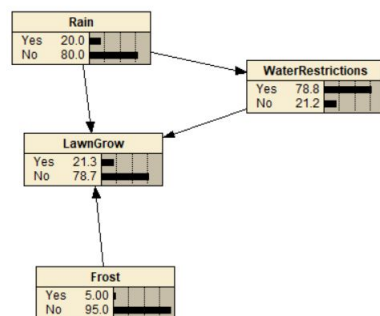 Rain
Yes 20.0
No 80.0
WaterRestrictions
Yes 78.8
No 21.2
LawnGrow
Yes 21.3
No 78.7
Frost
Yes 5.00
No 95.0